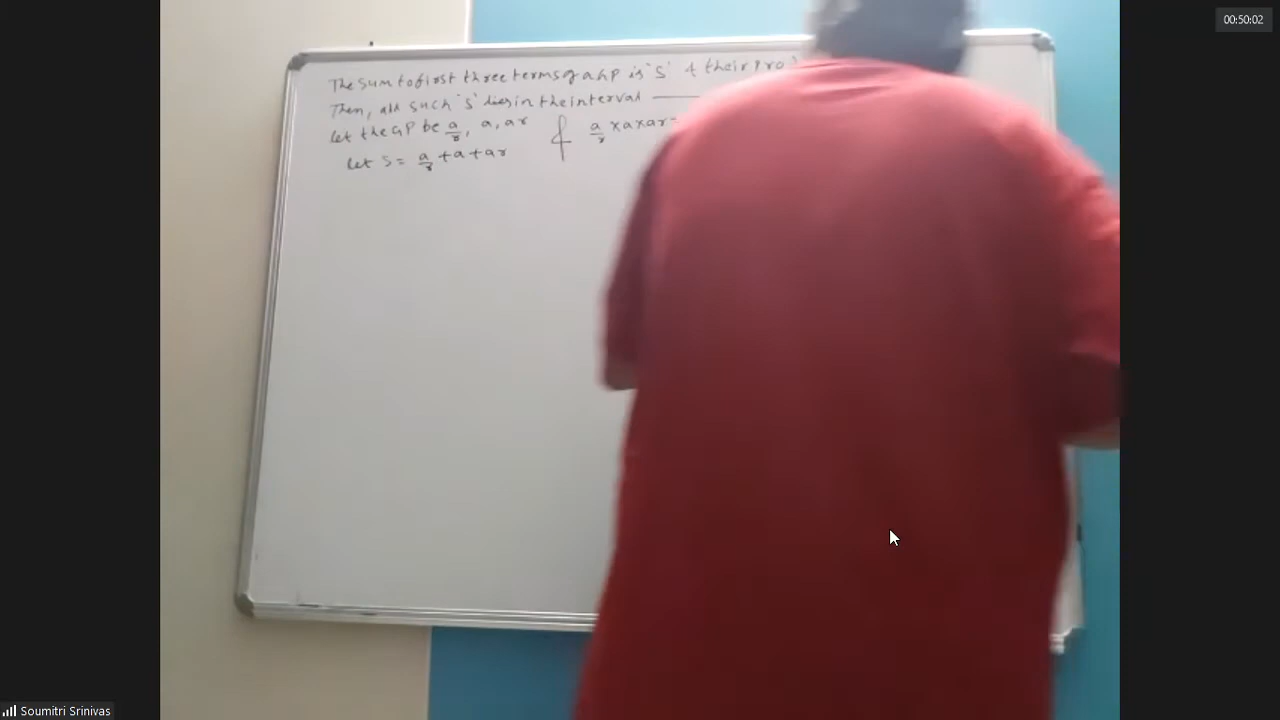 00:50:02
The sum to first three terms of a GP is 'S' & their pro
Then, all such 's' lies in the interval ———
let the GP be a/r, a, ar & a/r x a x ar =
let S = a/r + a + ar
Soumitri Srinivas